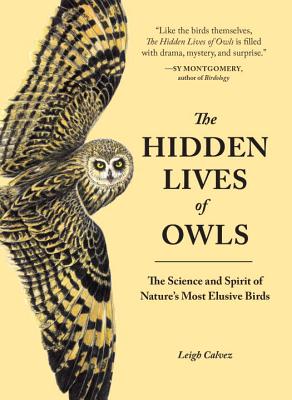 “Like the birds themselves,
The Hidden Lives of Owls is filled
with drama, mystery, and surprise.”
—SY MONTGOMERY,
author of Birdology
The
HIDDEN
LIVES
of
OWLS
The Science and Spirit of
Nature’s Most Elusive Birds
Leigh Calvez